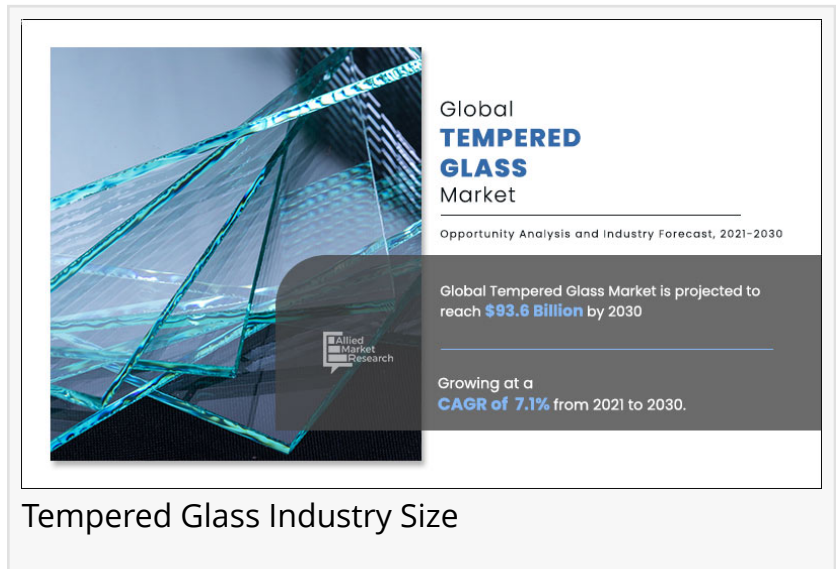 Global
TEMPERED
GLASS
Market
Opportunity Analysis and Industry Forecast, 2021-2030
Global Tempered Glass Market is projected to
reach $93.6 Billion by 2030
Allied
Market
Research
Growing at a
CAGR of 7.1% from 2021 to 2030.
Tempered Glass Industry Size